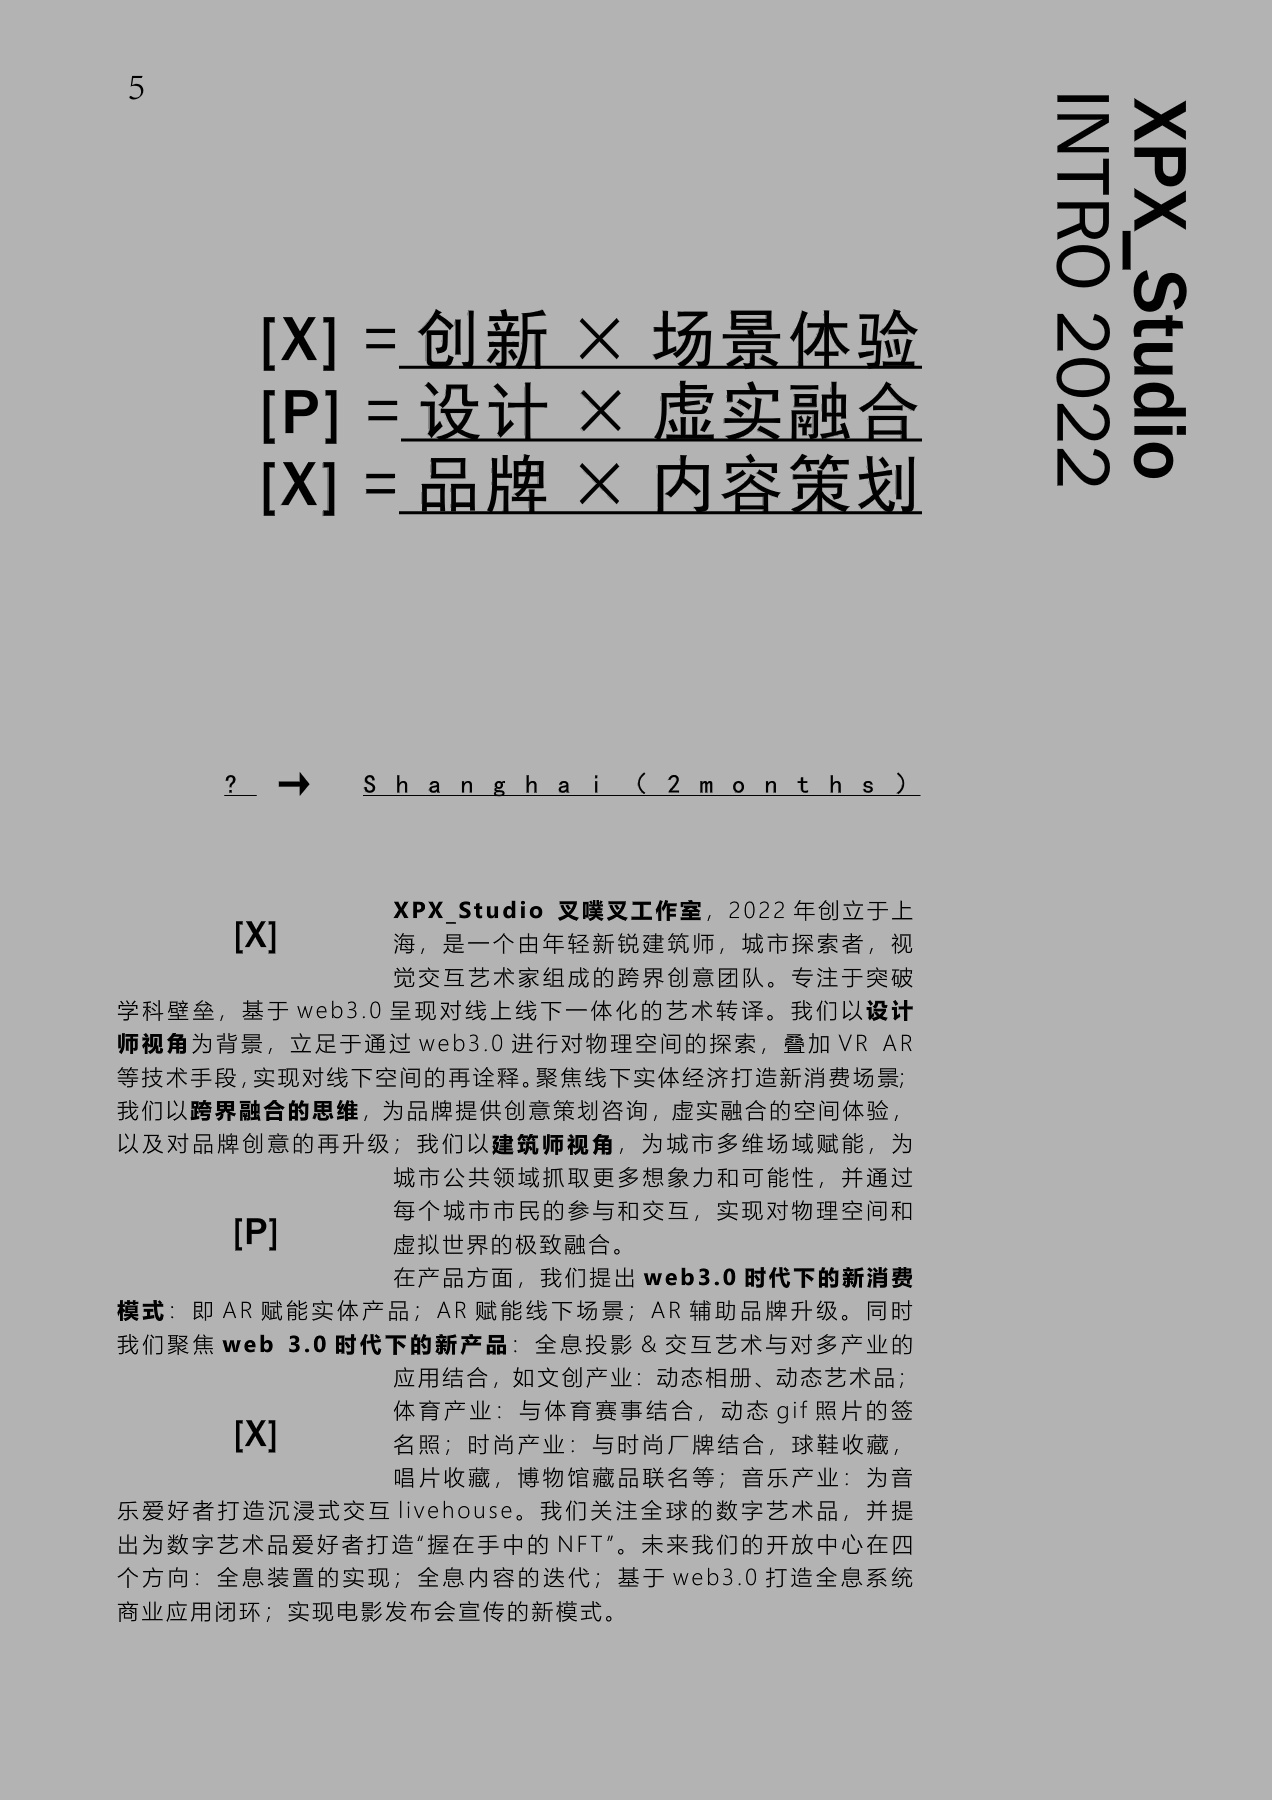 5
XPX_Studio
INTRO 2022
[X] = 创新 × 场景体验
[P] = 设计 × 虚实融合
[X] = 品牌 × 内容策划
? → Shanghai（2months）
[X]
XPX_Studio 叉噗叉工作室，2022 年创立于上
海，是一个由年轻新锐建筑师，城市探索者，视
觉交互艺术家组成的跨界创意团队。专注于突破
学科壁垒，基于 web3.0 呈现对线上线下一体化的艺术转译。我们以设计
师视角为背景，立足于通过 web3.0 进行对物理空间的探索，叠加 VR AR
等技术手段，实现对线下空间的再诠释。聚焦线下实体经济打造新消费场景；
我们以跨界融合的思维，为品牌提供创意策划咨询，虚实融合的空间体验，
以及对品牌创意的再升级；我们以建筑师视角，为城市多维场域赋能，为
城市公共领域抓取更多想象力和可能性，并通过
[P]
每个城市市民的参与和交互，实现对物理空间和
虚拟世界的极致融合。
在产品方面，我们提出 web3.0 时代下的新消费
模式：即 AR 赋能实体产品；AR 赋能线下场景；AR 辅助品牌升级。同时
我们聚焦 web 3.0 时代下的新产品：全息投影 & 交互艺术与对多产业的
应用结合，如文创产业：动态相册、动态艺术品；
[X]
体育产业：与体育赛事结合，动态 gif 照片的签
名照；时尚产业：与时尚厂牌结合，球鞋收藏，
唱片收藏，博物馆藏品联名等；音乐产业：为音
乐爱好者打造沉浸式交互 livehouse。我们关注全球的数字艺术品，并提
出为数字艺术品爱好者打造“握在手中的 NFT”。未来我们的开放中心在四
个方向：全息装置的实现；全息内容的迭代；基于 web3.0 打造全息系统
商业应用闭环；实现电影发布会宣传的新模式。